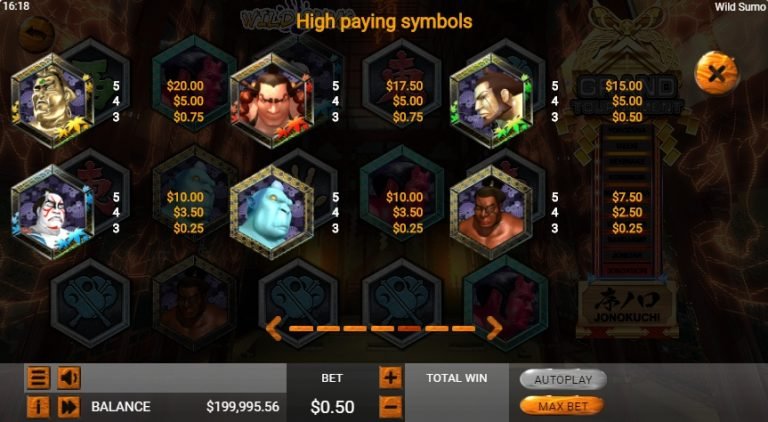 16:18
Wild Sumo
High paying symbols
5 $20.00
4 $5.00
3 $0.75
5 $17.50
4 $5.00
3 $0.75
5 $15.00
4 $5.00
3 $0.50
5 $10.00
4 $3.50
3 $0.25
5 $10.00
4 $3.50
3 $0.25
5 $7.50
4 $2.50
3 $0.25
GRAND
TOURNAMENT
JONOKUCHI
BET
TOTAL WIN
AUTOPLAY
BALANCE $199,995.56
$0.50
MAX BET